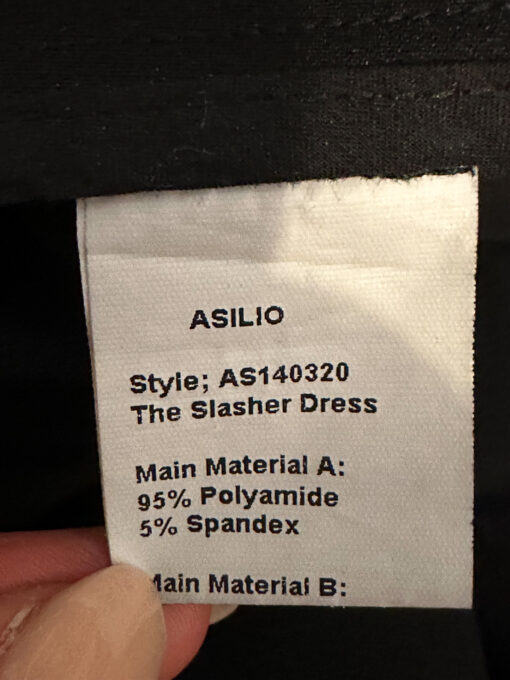 ASILIO
Style; AS140320
The Slasher Dress
Main Material A:
95% Polyamide
5% Spandex
Main Material B: